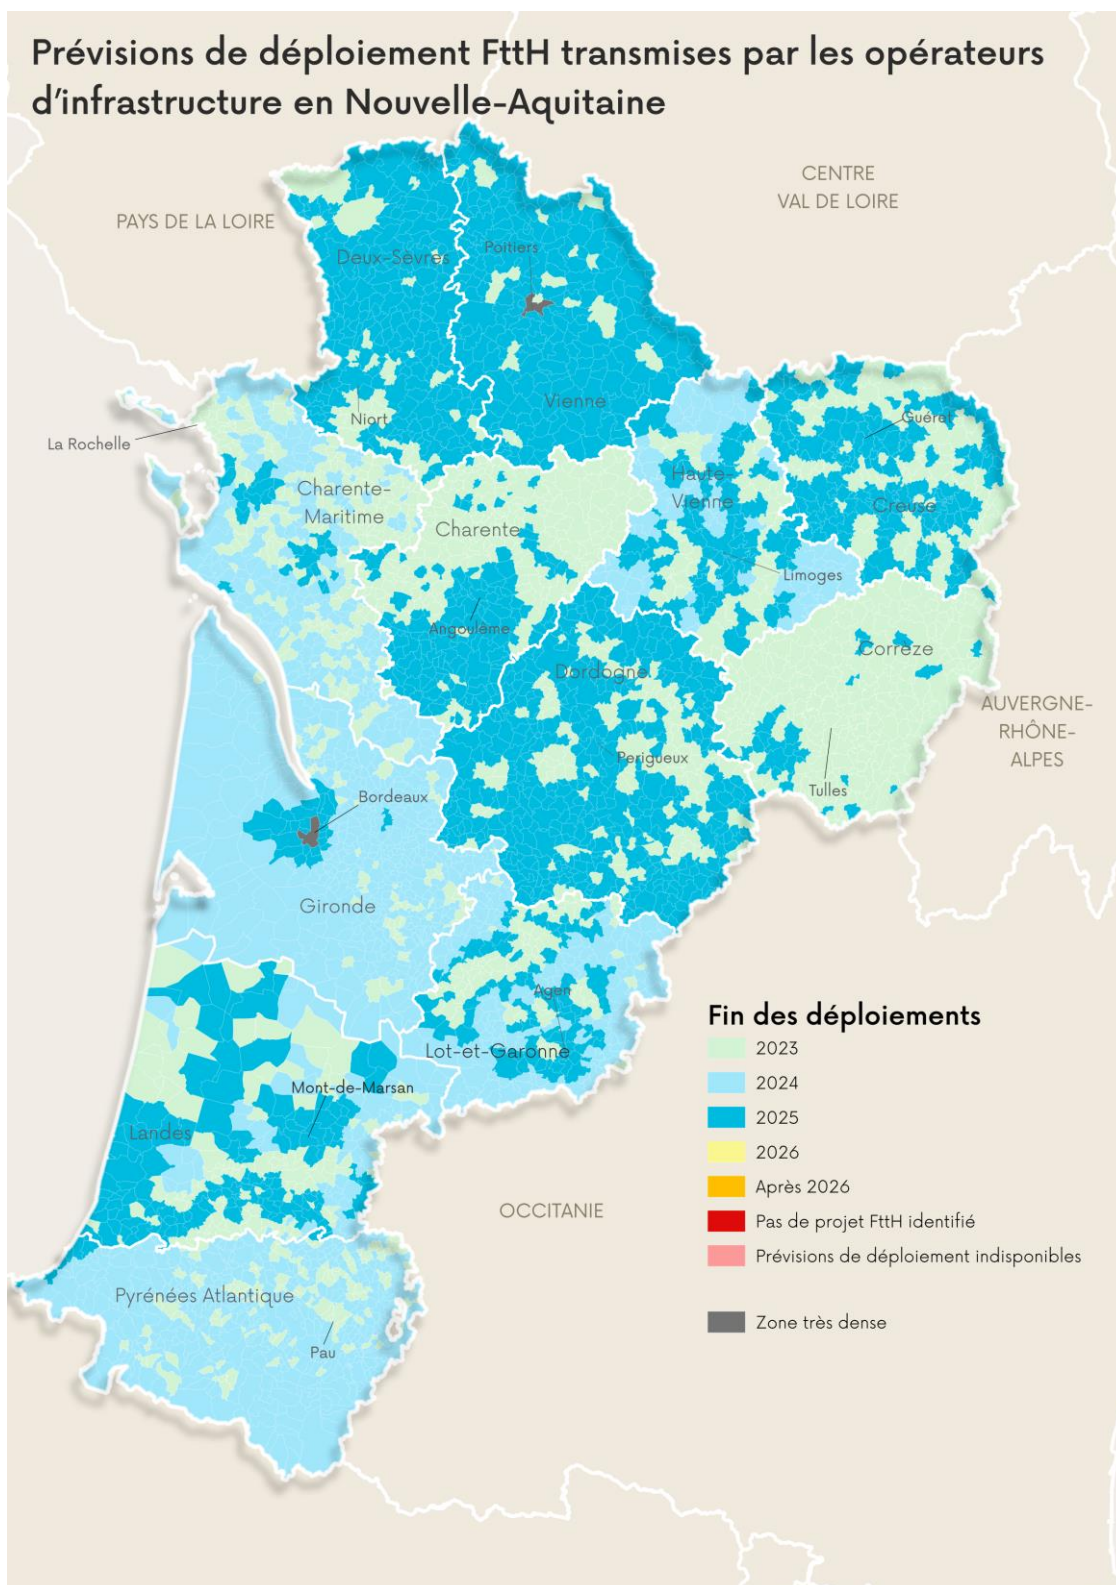 Prévisions de déploiement FttH transmises par les opérateurs
d'infrastructure en Nouvelle-Aquitaine
CENTRE
VAL DE LOIRE
PAYS DE LA LOIRE
Poitiers
Deux-Sèvres
Vienne
Niort
Guéret
La Rochelle
Haute-
Vienne
Charente-
Maritime
Creuse
Charente
Limoges
Angoulème
Corrèze
Dordogne
AUVERGNE-
RHÔNE-
ALPES
Perigueux
Tulles
Bordeaux
Gironde
Agen
Lot-et-Garonne
Mont-de-Marsan
Landes
OCCITANIE
Pyrénées Atlantique
Pau
Fin des déploiements
2023
2024
2025
2026
Après 2026
Pas de projet FttH identifié
Prévisions de déploiement indisponibles
Zone très dense